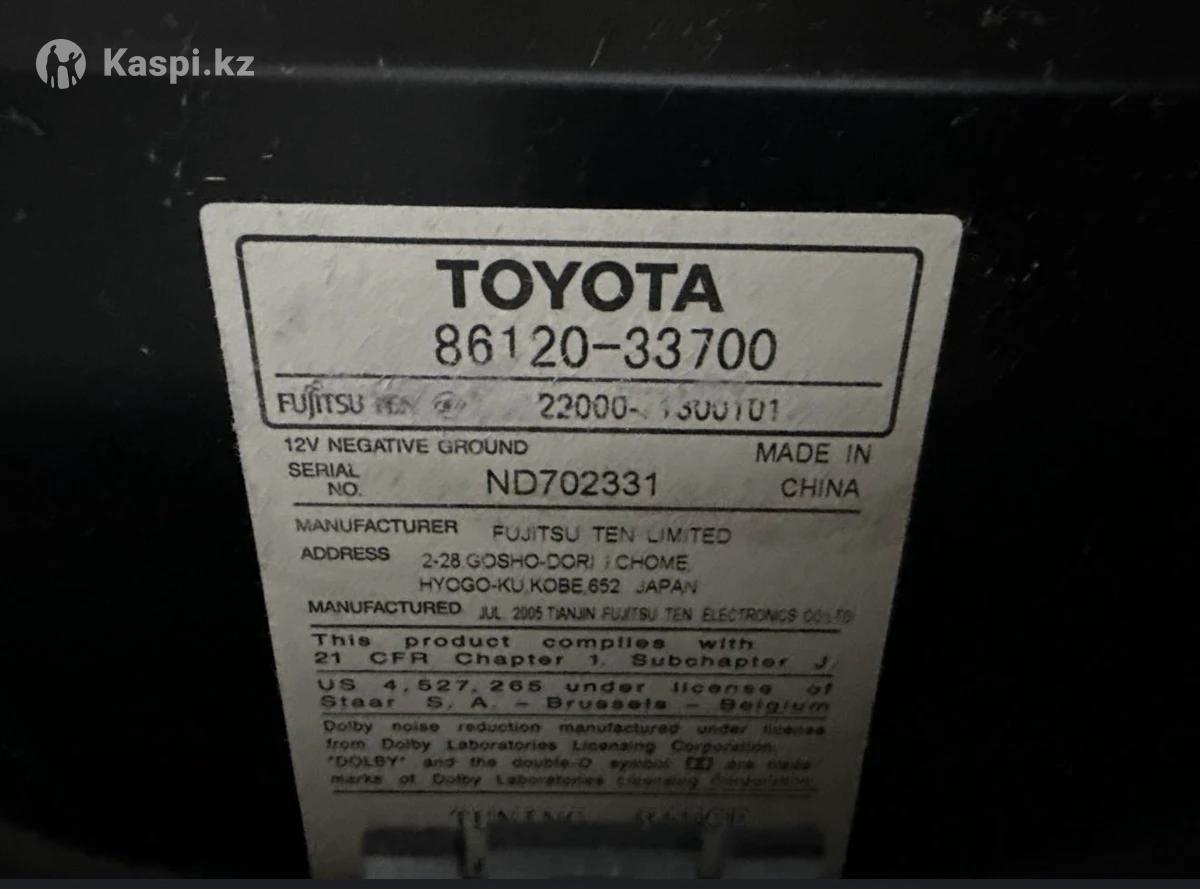 Kaspi.kz
TOYOTA
86120-33700
FUJITSU TEN 22000-
12V NEGATIVE GROUND
MADE IN
SERIAL
NO. ND702331 CHINA
MANUFACTURER FUJITSU TEN LIMITED
ADDRESS 2-28 GOSHO-DORI 1 CHOME,
HYOGO-KU, KOBE, 652 JAPAN
MANUFACTURED JUL. 2005 TIANJIN FUJITSU TEN ELECTRONICS CO.,LTD
This product complies with
21 CFR Chapter 1, Subchapter J.
US 4,527,265 under license of
Staar S. A. - Brussels - Belgium
Dolby noise reduction manufactured under license
from Dolby Laboratories Licensing Corporation.
"DOLBY" and the double-D symbol are trade
marks of Dolby Laboratories Licensing Corporation.
TUNING RANGE